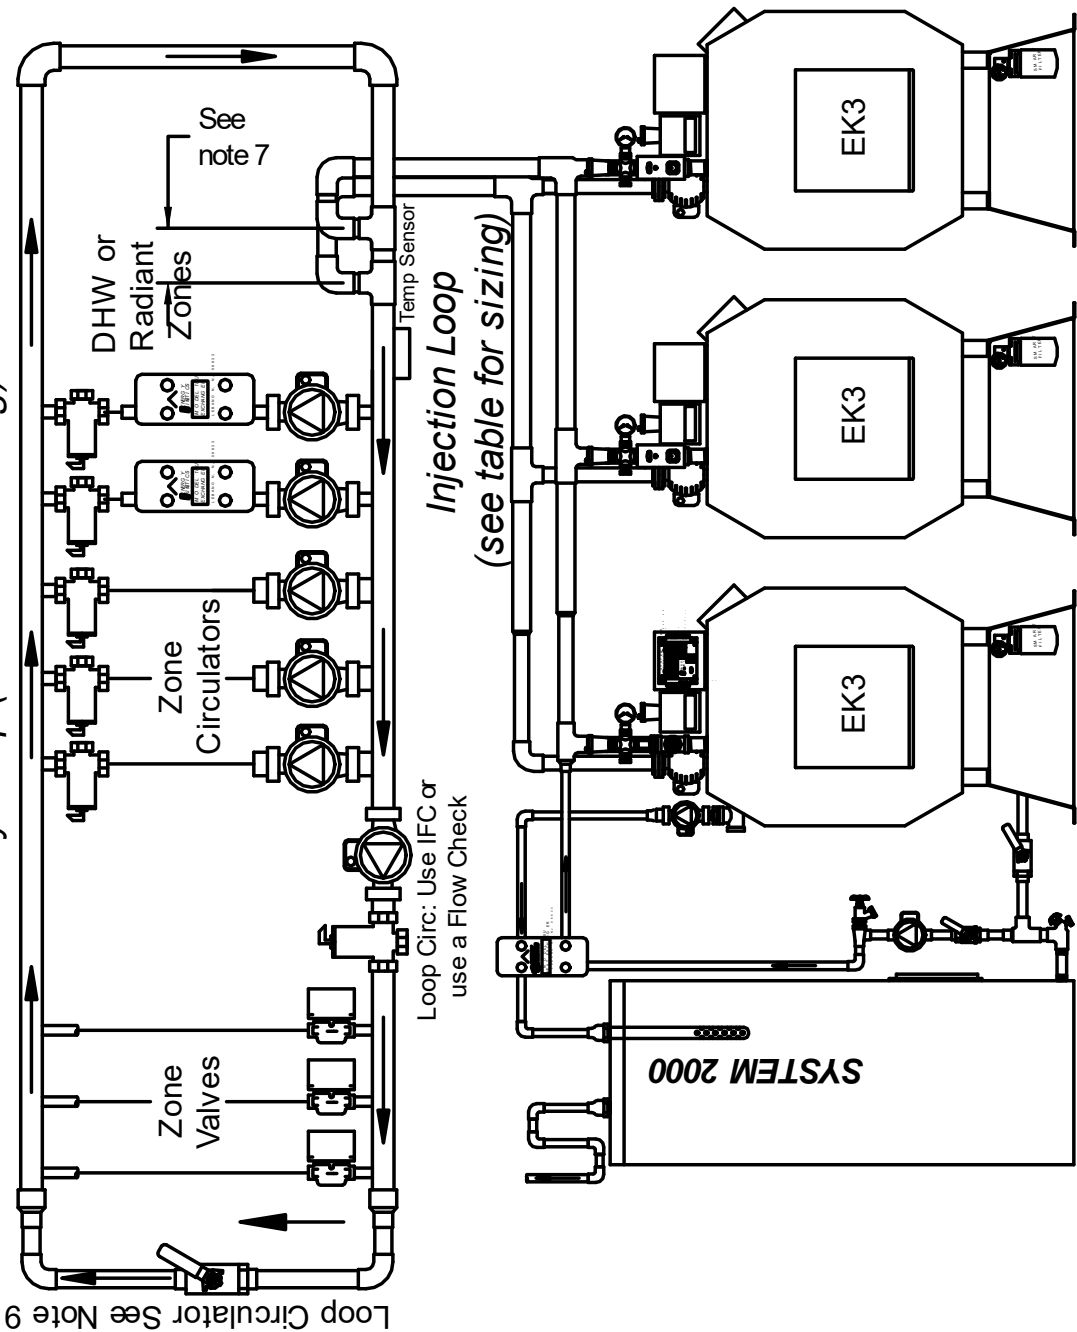 See
note 7
DHW or
Radiant
Zones
Temp Sensor
Injection Loop
(see table for sizing)
Zone
Circulators
Loop Circ: Use IFC or
use a Flow Check
Zone
Valves
Loop Circulator See Note 9
EK3
EK3
EK3
SYSTEM 2000